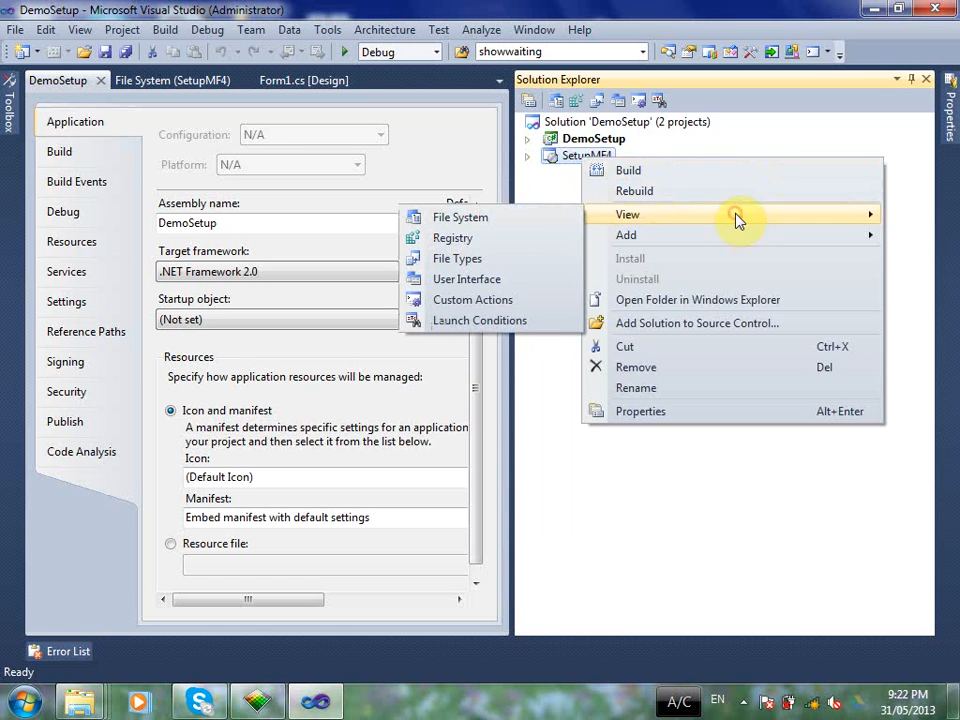 DemoSetup - Microsoft Visual Studio (Administrator)
File Edit View Project Build Debug Team Data Tools Architecture Test Analyze Window Help
Debug showwaiting
DemoSetup File System (SetupMF4) Form1.cs [Design]
Toolbox
Application
Build
Build Events
Debug
Resources
Services
Settings
Reference Paths
Signing
Security
Publish
Code Analysis
Configuration: N/A
Platform: N/A
Assembly name:
DemoSetup
Target framework:
.NET Framework 2.0
Startup object:
(Not set)
Resources
Specify how application resources will be managed:
Icon and manifest
A manifest determines specific settings for an application
your project and then select it from the list below.
Icon:
(Default Icon)
Manifest:
Embed manifest with default settings
Resource file:
File System
Registry
File Types
User Interface
Custom Actions
Launch Conditions
Solution Explorer
Solution 'DemoSetup' (2 projects)
DemoSetup
SetupMF4
Build
Rebuild
View
Add
Install
Uninstall
Open Folder in Windows Explorer
Add Solution to Source Control...
Cut Ctrl+X
Remove Del
Rename
Properties Alt+Enter
Properties
Error List
Ready
A/C EN
9:22 PM
31/05/2013